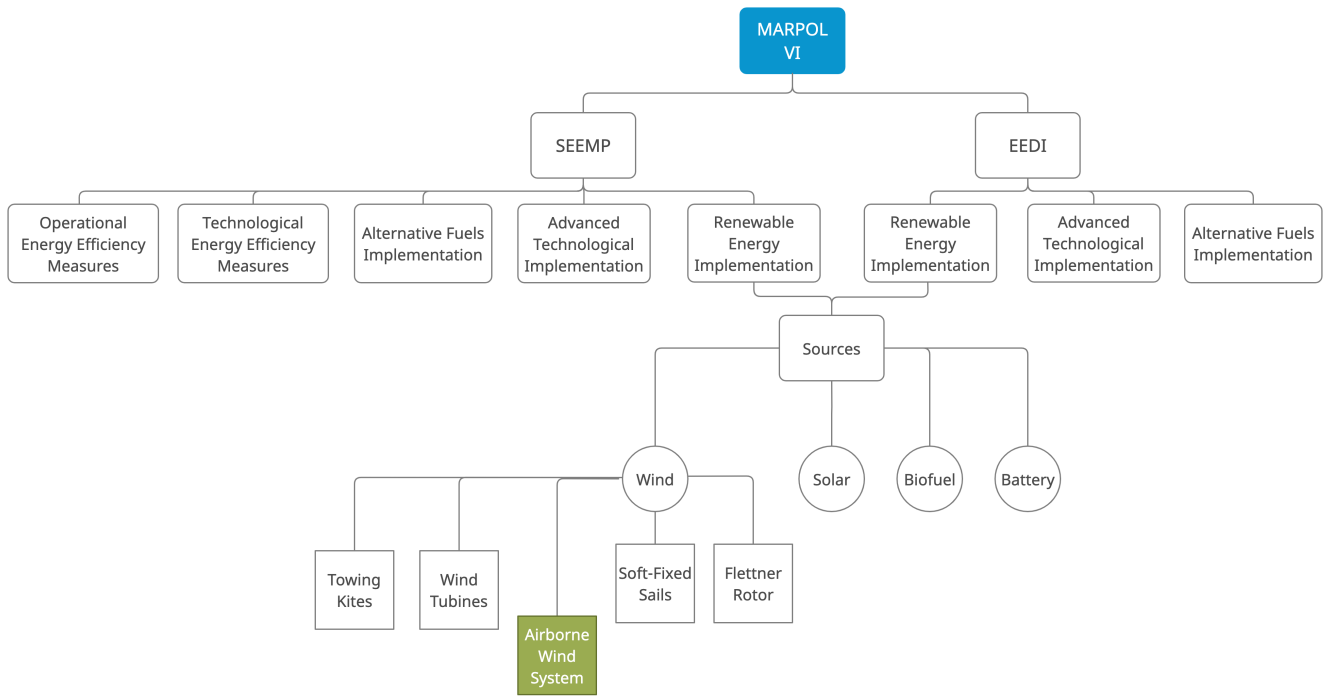 MARPOL
VI
SEEMP
EEDI
Operational
Energy Efficiency
Measures
Technological
Energy Efficiency
Measures
Alternative Fuels
Implementation
Advanced
Technological
Implementation
Renewable
Energy
Implementation
Renewable
Energy
Implementation
Advanced
Technological
Implementation
Alternative Fuels
Implementation
Sources
Wind
Solar
Biofuel
Battery
Towing
Kites
Wind
Tubines
Airborne
Wind
System
Soft-Fixed
Sails
Flettner
Rotor